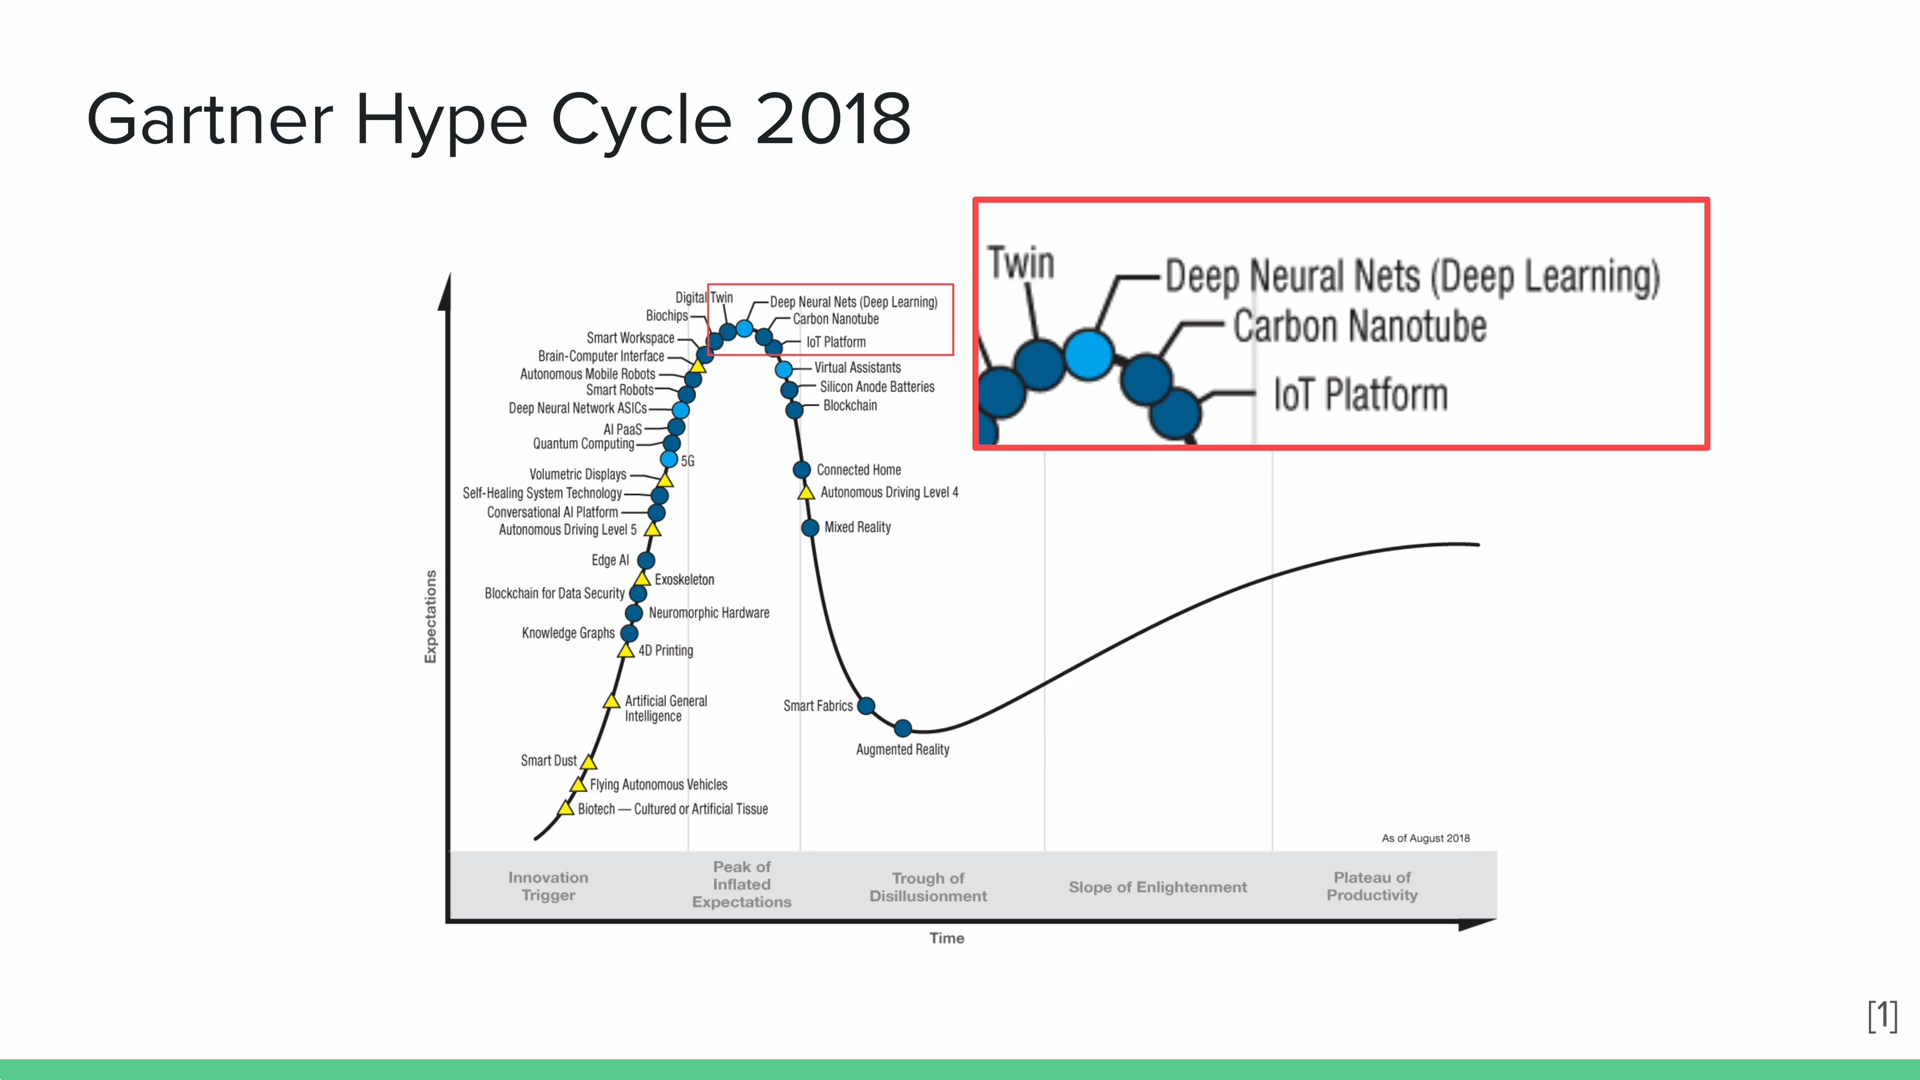 Gartner Hype Cycle 2018
Twin
Deep Neural Nets (Deep Learning)
Carbon Nanotube
IoT Platform
Digital Twin
Deep Neural Nets (Deep Learning)
Biochips
Carbon Nanotube
Smart Workspace
IoT Platform
Brain-Computer Interface
Virtual Assistants
Autonomous Mobile Robots
Smart Robots
Silicon Anode Batteries
Deep Neural Network ASICs
Blockchain
AI PaaS
Quantum Computing
5G
Connected Home
Volumetric Displays
Self-Healing System Technology
Autonomous Driving Level 4
Conversational AI Platform
Autonomous Driving Level 5
Mixed Reality
Edge AI
Exoskeleton
Blockchain for Data Security
Neuromorphic Hardware
Knowledge Graphs
4D Printing
Artificial General
Intelligence
Smart Fabrics
Augmented Reality
Smart Dust
Flying Autonomous Vehicles
Biotech — Cultured or Artificial Tissue
Expectations
As of August 2018
Innovation
Trigger
Peak of
Inflated
Expectations
Trough of
Disillusionment
Slope of Enlightenment
Plateau of
Productivity
Time
[1]